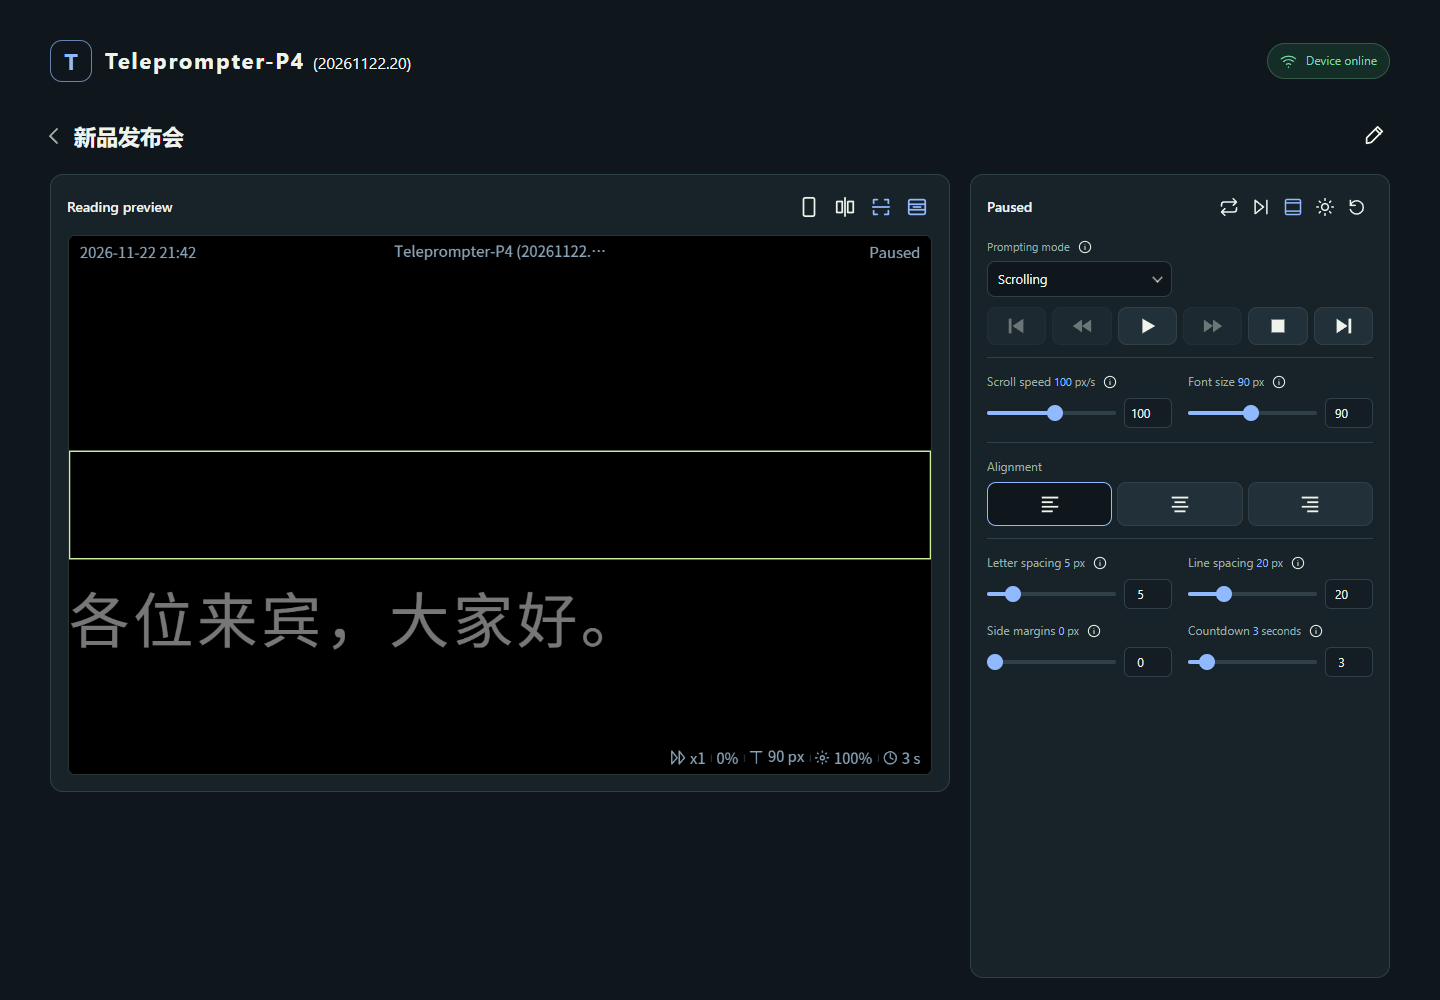 T
Teleprompter-P4 (20261122.20)
Device online
新品发布会
Reading preview
2026-11-22 21:42
Teleprompter-P4 (20261122.⋯
Paused
各位来宾，大家好。
x1
0%
90 px
100%
3 s
Paused
Prompting mode
Scrolling
Scroll speed 100 px/s
100
Font size 90 px
90
Alignment
Letter spacing 5 px
5
Line spacing 20 px
20
Side margins 0 px
0
Countdown 3 seconds
3